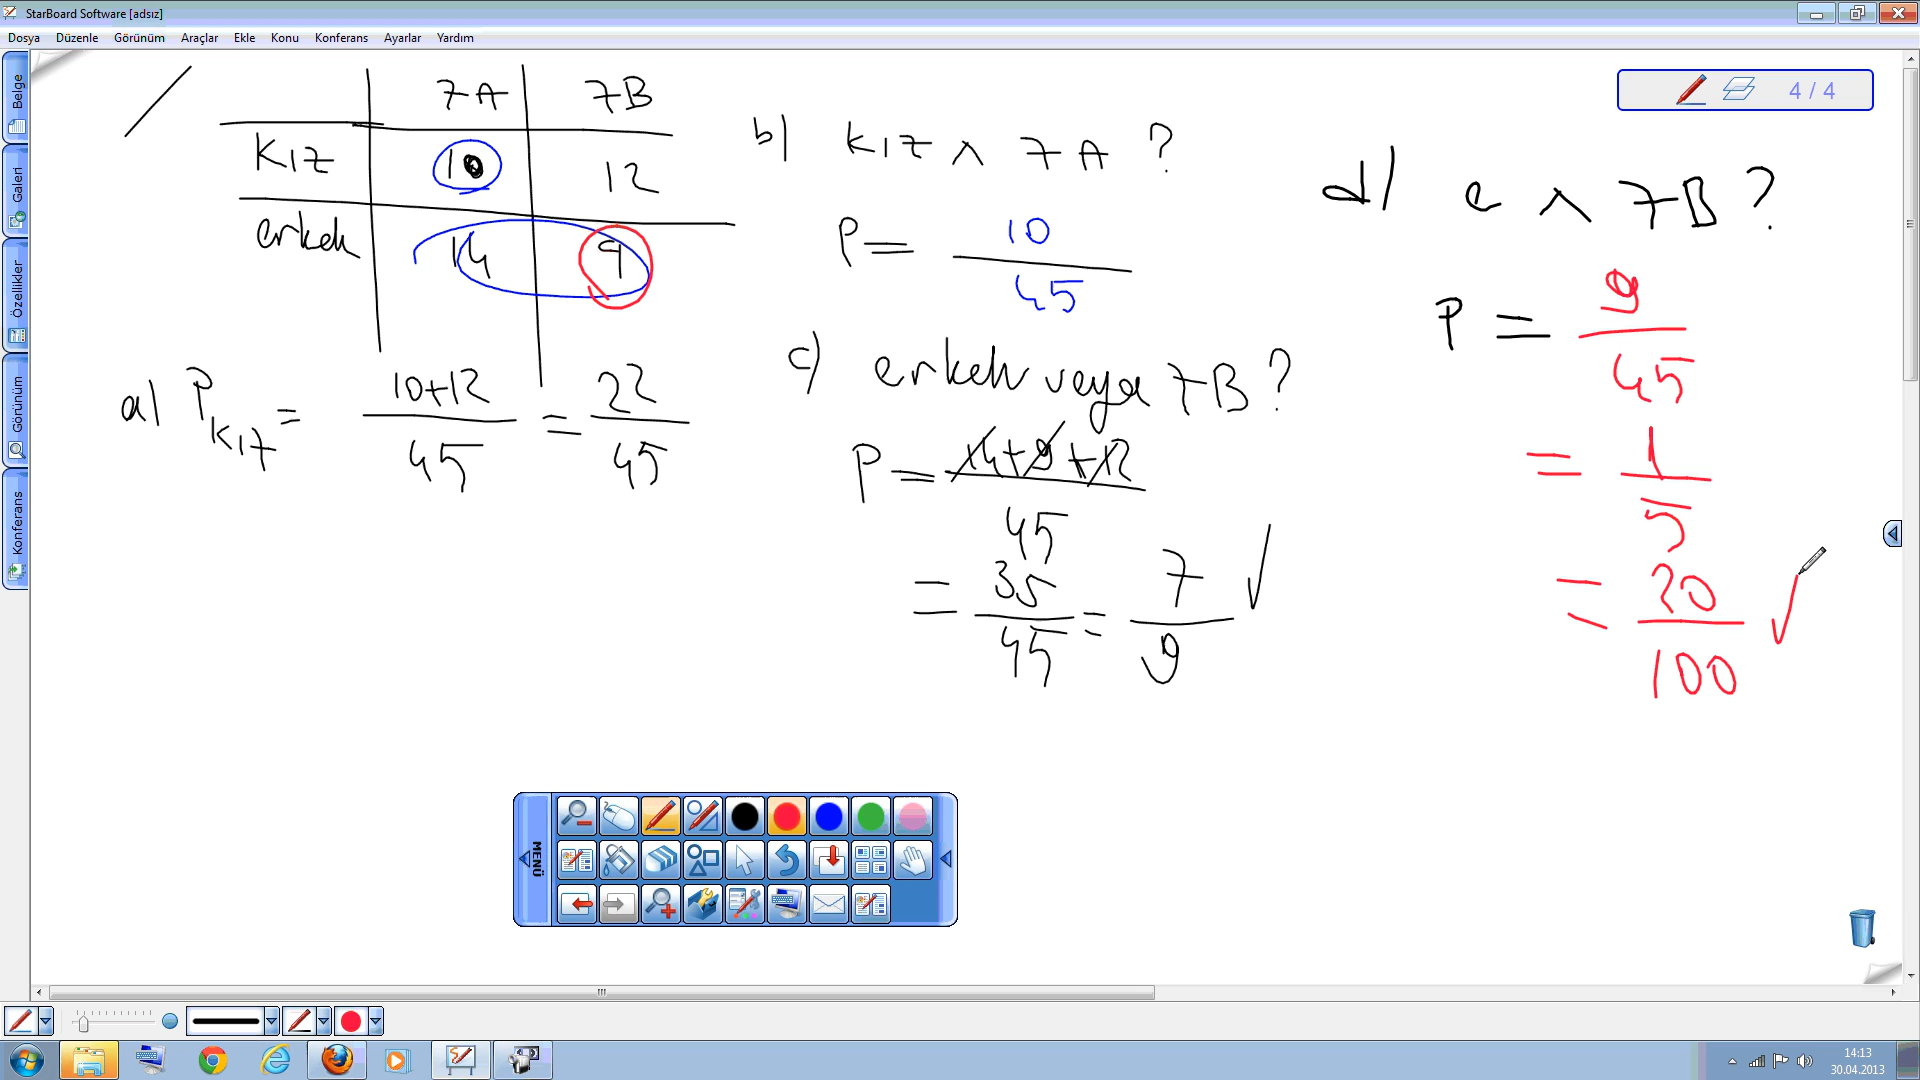 StarBoard Software [adsız]
Dosya Düzenle Görünüm Araçlar Ekle Konu Konferans Ayarlar Yardım
Belge
Galeri
Özellikler
Görünüm
Konferans
4 / 4
7A 7B
Kız 10 12
erkek 14 9
a) P kız = 10+12 / 45 = 22 / 45
b) kız ∧ 7A ?
P = 10 / 45
c) erkek veya 7B ?
P = 14+9+12 / 45
= 35 / 45 = 7 / 9 ✓
d) e ∧ 7B ?
P = 9 / 45
= 1 / 5
= 20 / 100 ✓
MENÜ
14:13
30.04.2013